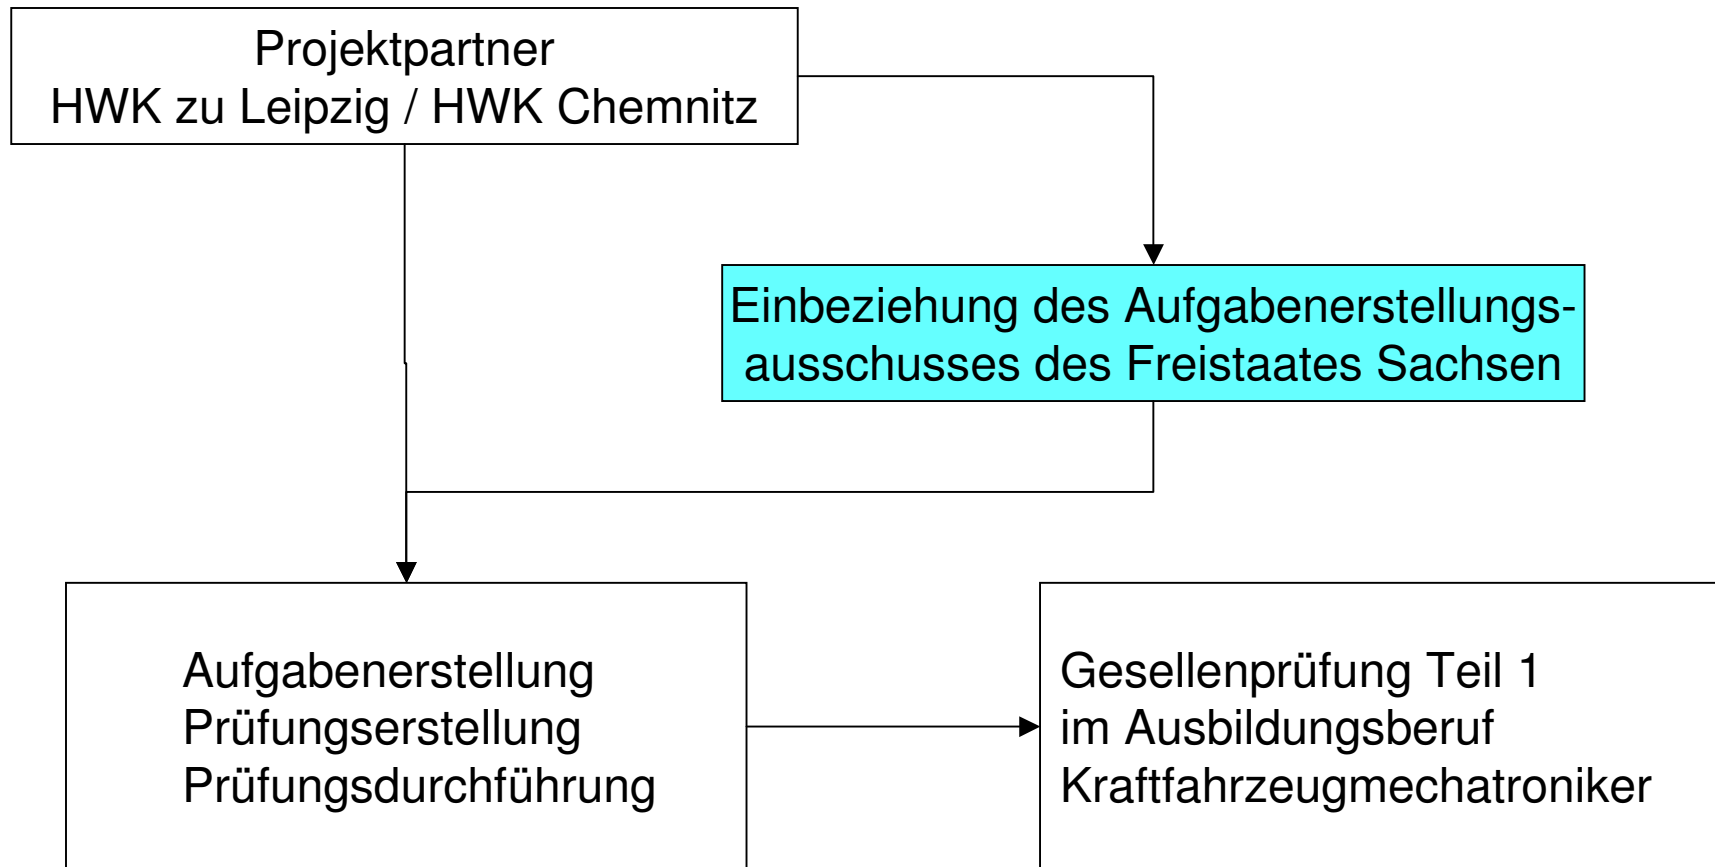 Projektpartner
HWK zu Leipzig / HWK Chemnitz
Einbeziehung des Aufgabenerstellungs-
ausschusses des Freistaates Sachsen
Aufgabenerstellung
Prüfungserstellung
Prüfungsdurchführung
Gesellenprüfung Teil 1
im Ausbildungsberuf
Kraftfahrzeugmechatroniker